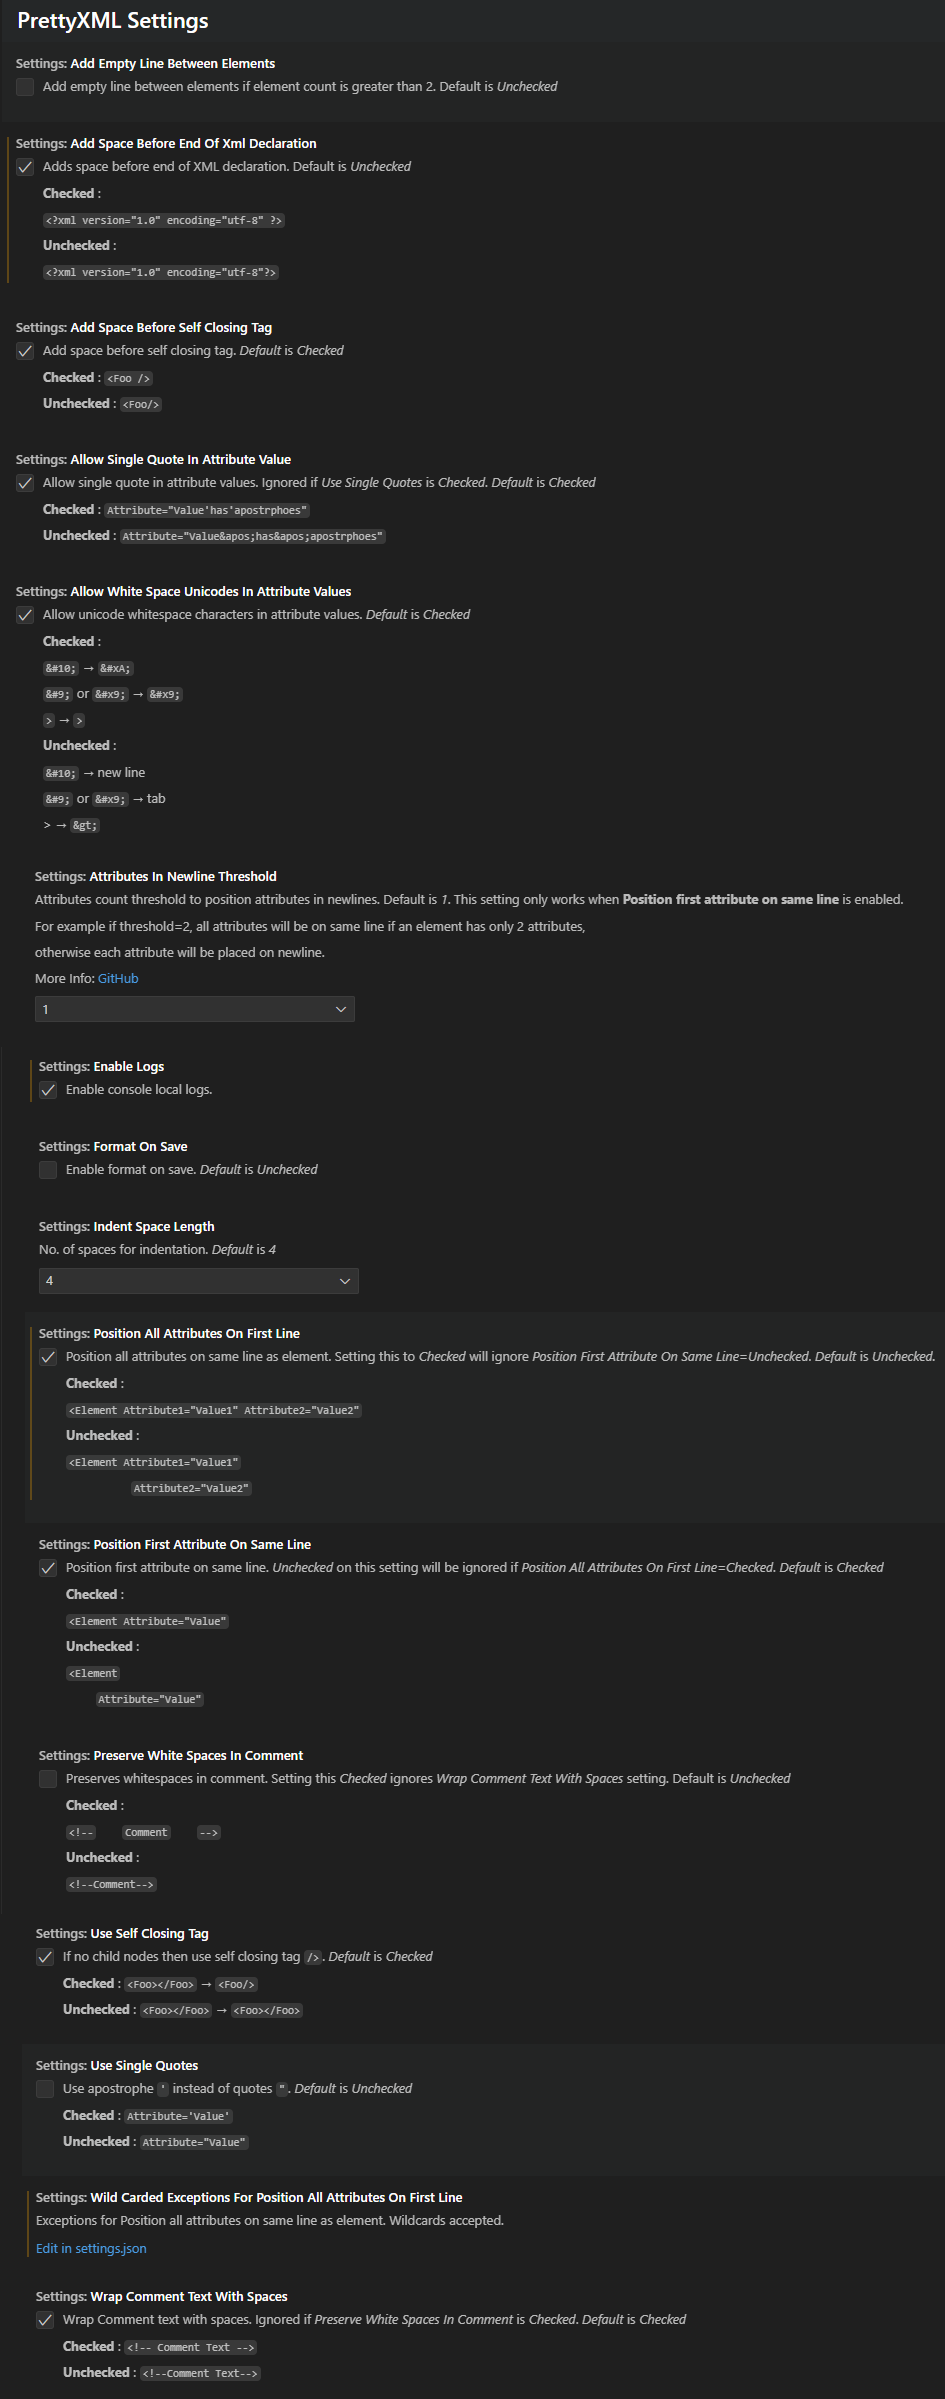 PrettyXML Settings
Settings: Add Empty Line Between Elements
Add empty line between elements if element count is greater than 2. Default is Unchecked
Settings: Add Space Before End Of Xml Declaration
Adds space before end of XML declaration. Default is Unchecked
Checked :
<?xml version="1.0" encoding="utf-8" ?>
Unchecked :
<?xml version="1.0" encoding="utf-8"?>
Settings: Add Space Before Self Closing Tag
Add space before self closing tag. Default is Checked
Checked : <Foo />
Unchecked : <Foo/>
Settings: Allow Single Quote In Attribute Value
Allow single quote in attribute values. Ignored if Use Single Quotes is Checked. Default is Checked
Checked : Attribute="Value'has'apostrphoes"
Unchecked : Attribute="Value&apos;has&apos;apostrphoes"
Settings: Allow White Space Unicodes In Attribute Values
Allow unicode whitespace characters in attribute values. Default is Checked
Checked :
&#10; → &#xA;
&#9; or &#x9; → &#x9;
> → >
Unchecked :
&#10; → new line
&#9; or &#x9; → tab
> → &gt;
Settings: Attributes In Newline Threshold
Attributes count threshold to position attributes in newlines. Default is 1. This setting only works when Position first attribute on same line is enabled.
For example if threshold=2, all attributes will be on same line if an element has only 2 attributes,
otherwise each attribute will be placed on newline.
More Info: GitHub
1
Settings: Enable Logs
Enable console local logs.
Settings: Format On Save
Enable format on save. Default is Unchecked
Settings: Indent Space Length
No. of spaces for indentation. Default is 4
4
Settings: Position All Attributes On First Line
Position all attributes on same line as element. Setting this to Checked will ignore Position First Attribute On Same Line=Unchecked. Default is Unchecked.
Checked :
<Element Attribute1="Value1" Attribute2="Value2"
Unchecked :
<Element Attribute1="Value1"
Attribute2="Value2"
Settings: Position First Attribute On Same Line
Position first attribute on same line. Unchecked on this setting will be ignored if Position All Attributes On First Line=Checked. Default is Checked
Checked :
<Element Attribute="Value"
Unchecked :
<Element
Attribute="Value"
Settings: Preserve White Spaces In Comment
Preserves whitespaces in comment. Setting this Checked ignores Wrap Comment Text With Spaces setting. Default is Unchecked
Checked :
<!-- Comment -->
Unchecked :
<!--Comment-->
Settings: Use Self Closing Tag
If no child nodes then use self closing tag />. Default is Checked
Checked : <Foo></Foo> → <Foo/>
Unchecked : <Foo></Foo> → <Foo></Foo>
Settings: Use Single Quotes
Use apostrophe ' instead of quotes ". Default is Unchecked
Checked : Attribute='Value'
Unchecked : Attribute="Value"
Settings: Wild Carded Exceptions For Position All Attributes On First Line
Exceptions for Position all attributes on same line as element. Wildcards accepted.
Edit in settings.json
Settings: Wrap Comment Text With Spaces
Wrap Comment text with spaces. Ignored if Preserve White Spaces In Comment is Checked. Default is Checked
Checked : <!-- Comment Text -->
Unchecked : <!--Comment Text-->